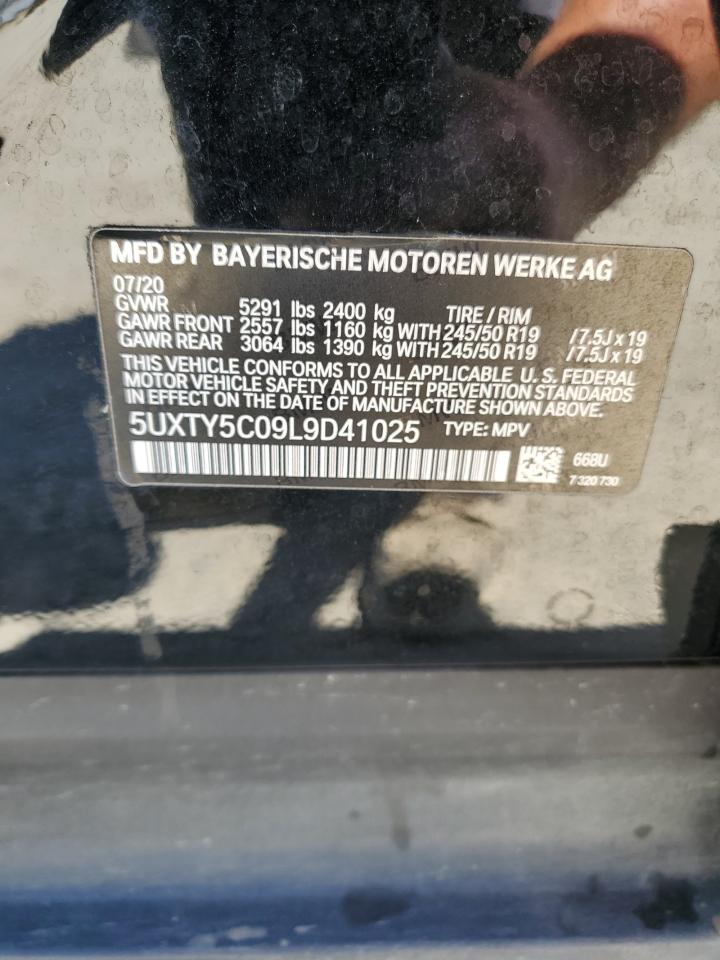 MFD BY BAYERISCHE MOTOREN WERKE AG
07/20
GVWR 5291 lbs 2400 kg TIRE / RIM
GAWR FRONT 2557 lbs 1160 kg WITH 245/50 R19 /7.5J x 19
GAWR REAR 3064 lbs 1390 kg WITH 245/50 R19 /7.5J x 19
THIS VEHICLE CONFORMS TO ALL APPLICABLE U. S. FEDERAL
MOTOR VEHICLE SAFETY AND THEFT PREVENTION STANDARDS
IN EFFECT ON THE DATE OF MANUFACTURE SHOWN ABOVE.
5UXTY5C09L9D41025 TYPE: MPV
668U
7 320 730